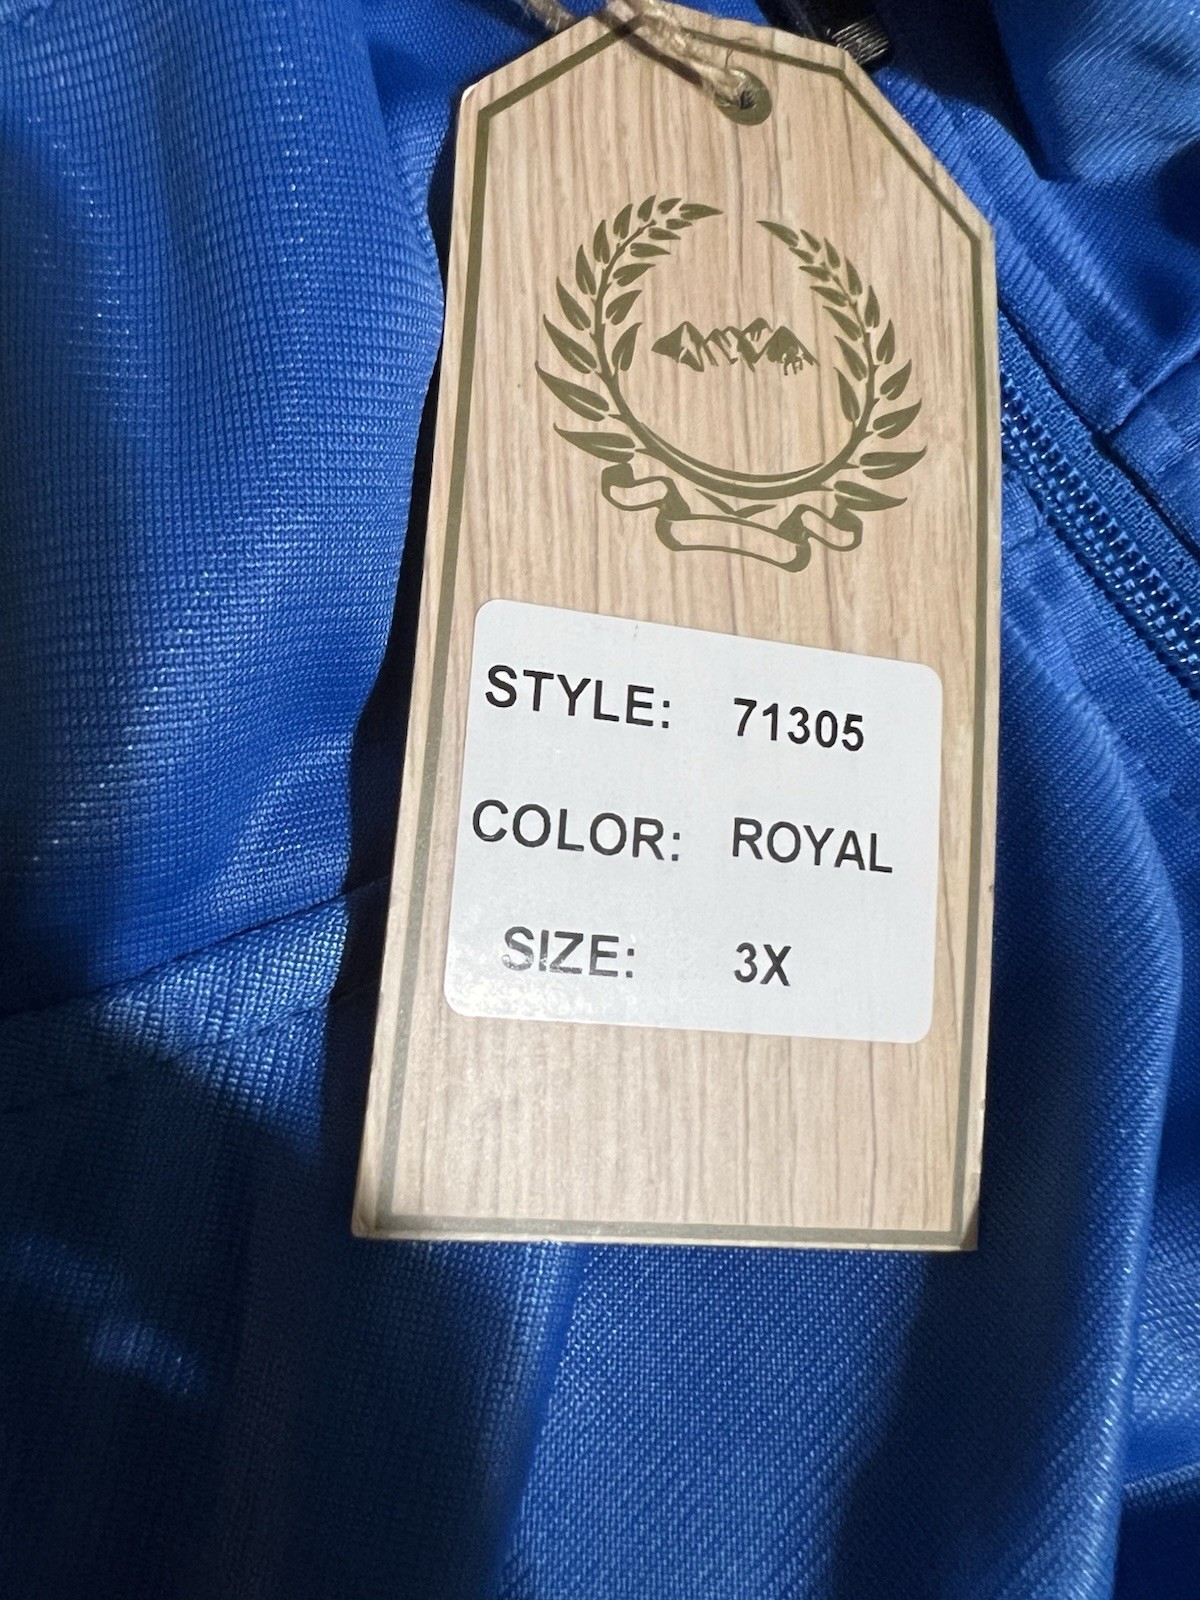 STYLE: 71305
COLOR: ROYAL
SIZE: 3X